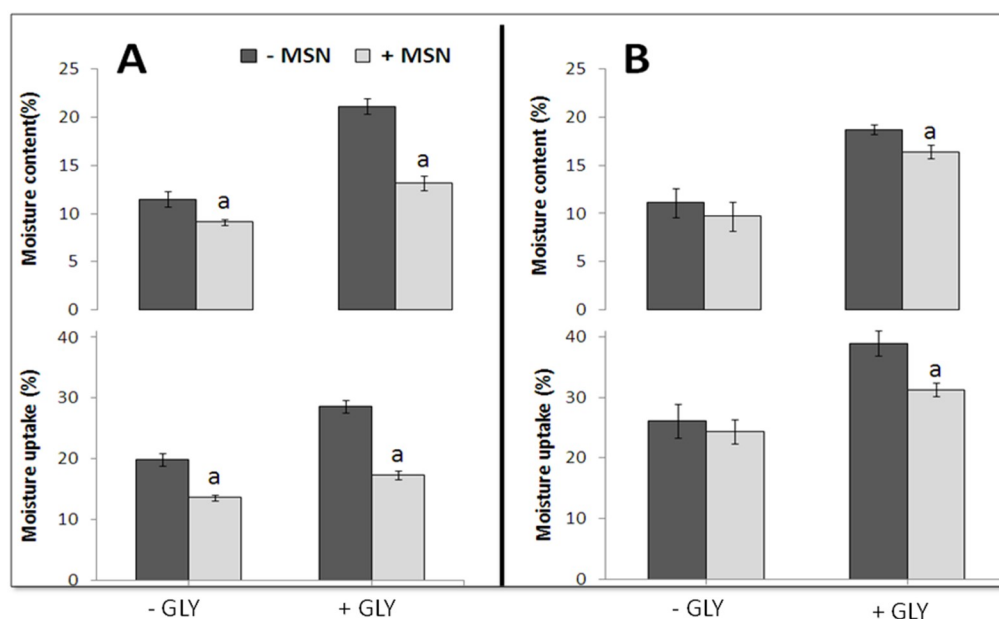 A
- MSN + MSN
Moisture content(%)
25
20
15
10
5
0
a
a
Moisture uptake (%)
40
30
20
10
0
a
a
- GLY + GLY
B
Moisture content (%)
25
20
15
10
5
0
a
Moisture uptake (%)
40
30
20
10
0
a
- GLY + GLY